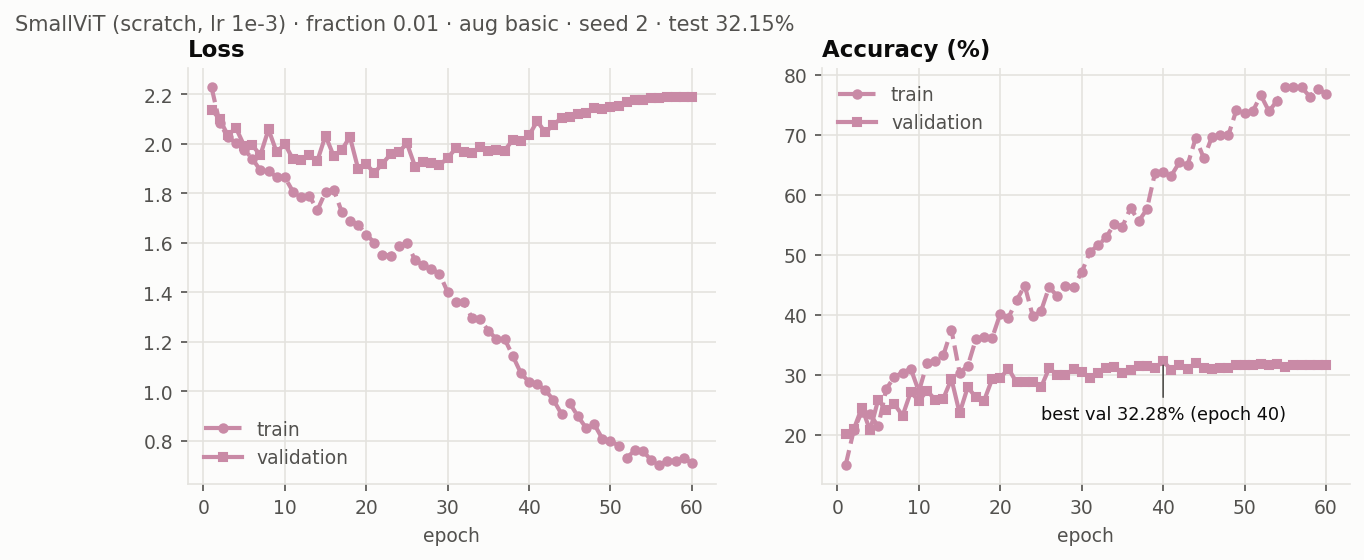 SmallViT (scratch, lr 1e-3) · fraction 0.01 · aug basic · seed 2 · test 32.15%
Loss
2.2
2.0
1.8
1.6
1.4
1.2
1.0
0.8
train
validation
0 10 20 30 40 50 60
epoch
Accuracy (%)
80
70
60
50
40
30
20
train
validation
best val 32.28% (epoch 40)
0 10 20 30 40 50 60
epoch